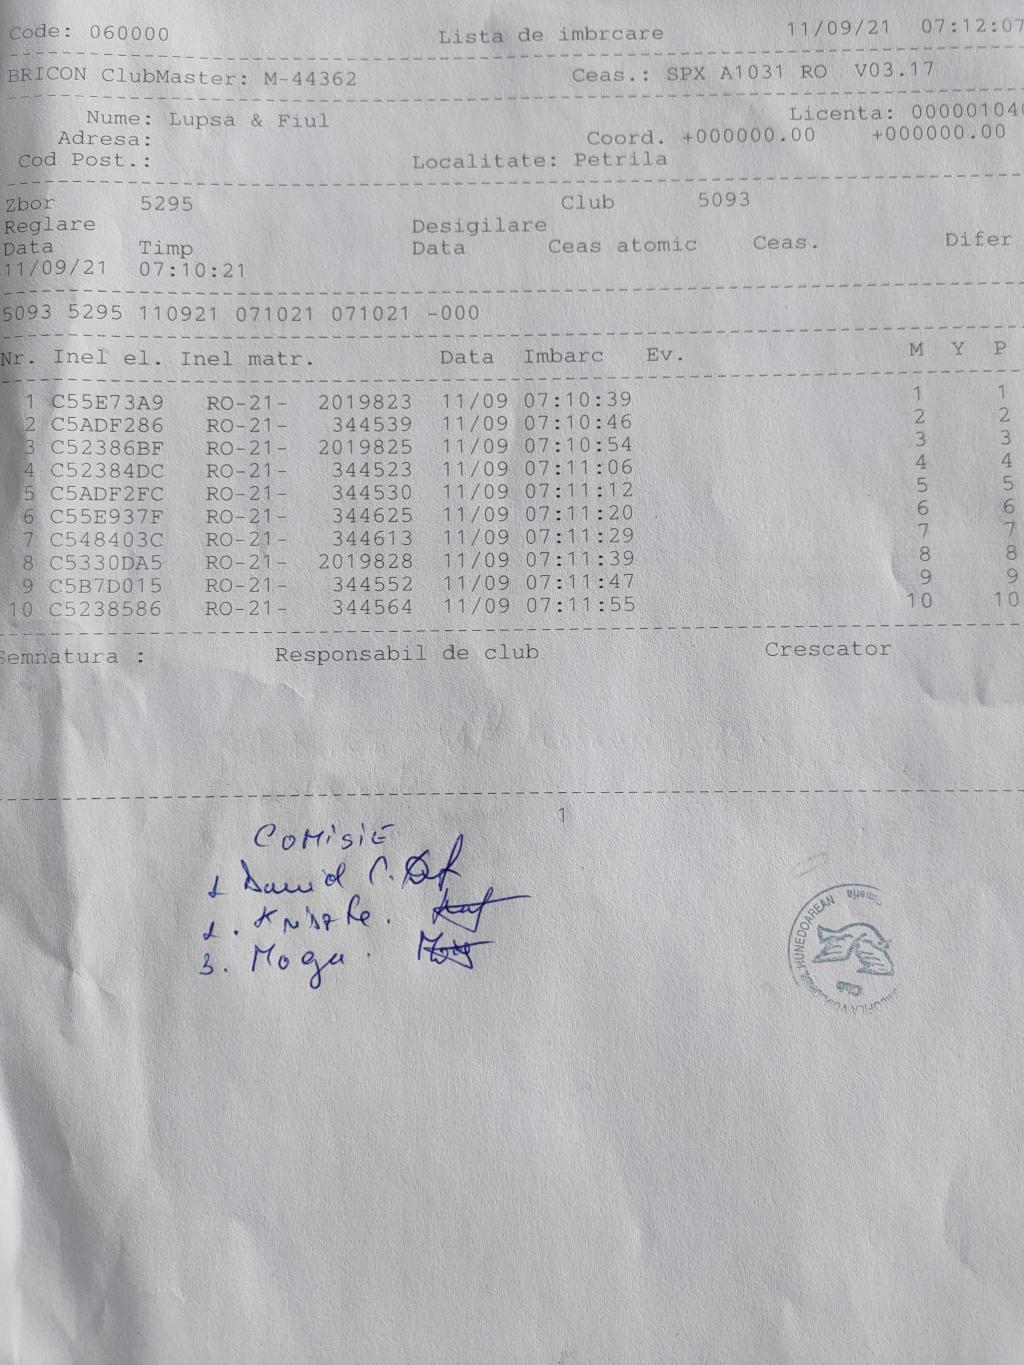 Code: 060000 Lista de imbrcare 11/09/21 07:12:07
BRICON ClubMaster: M-44362 Ceas.: SPX A1031 RO V03.17
Nume: Lupsa & Fiul Licenta: 000001040
Adresa: Coord. +000000.00 +000000.00
Cod Post.: Localitate: Petrila
Zbor 5295 Club 5093
Reglare Desigilare
Data Timp Data Ceas atomic Ceas. Difer
11/09/21 07:10:21
5093 5295 110921 071021 071021 -000
Nr. Inel el. Inel matr. Data Imbarc Ev. M Y P
1 C55E73A9 RO-21- 2019823 11/09 07:10:39 1 1
2 C5ADF286 RO-21- 344539 11/09 07:10:46 2 2
3 C52386BF RO-21- 2019825 11/09 07:10:54 3 3
4 C52384DC RO-21- 344523 11/09 07:11:06 4 4
5 C5ADF2FC RO-21- 344530 11/09 07:11:12 5 5
6 C55E937F RO-21- 344625 11/09 07:11:20 6 6
7 C548403C RO-21- 344613 11/09 07:11:29 7 7
8 C5330DA5 RO-21- 2019828 11/09 07:11:39 8 8
9 C5B7D015 RO-21- 344552 11/09 07:11:47 9 9
10 C5238586 RO-21- 344564 11/09 07:11:55 10 10
Semnatura : Responsabil de club Crescator
1
COMISIE
1 David C.
3. Moga.
HUNEDOAREAN
Club